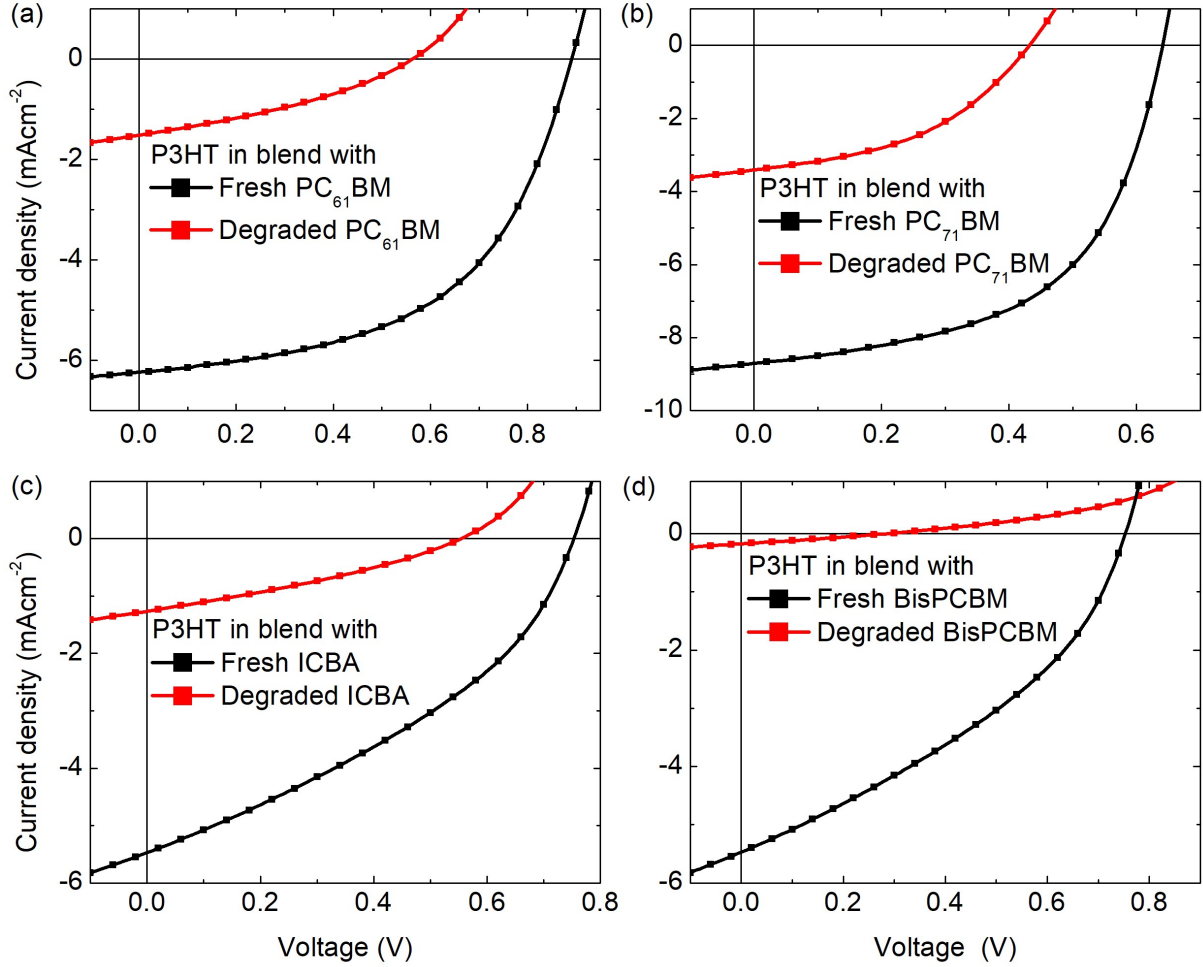 (a)
0
-2
-4
-6
Current density (mAcm⁻²)
P3HT in blend with
Fresh PC₆₁BM
Degraded PC₆₁BM
0.0 0.2 0.4 0.6 0.8
(b)
0
-2
-4
-6
-8
-10
P3HT in blend with
Fresh PC₇₁BM
Degraded PC₇₁BM
0.0 0.2 0.4 0.6
(c)
0
-2
-4
-6
Current density (mAcm⁻²)
P3HT in blend with
Fresh ICBA
Degraded ICBA
0.0 0.2 0.4 0.6 0.8
Voltage (V)
(d)
0
-2
-4
-6
P3HT in blend with
Fresh BisPCBM
Degraded BisPCBM
0.0 0.2 0.4 0.6 0.8
Voltage (V)